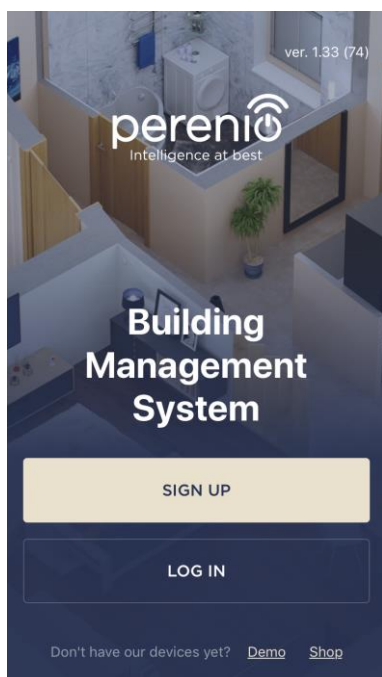 ver. 1.33 (74)
perenio
Intelligence at best
Building
Management
System
SIGN UP
LOG IN
Don't have our devices yet? Demo Shop